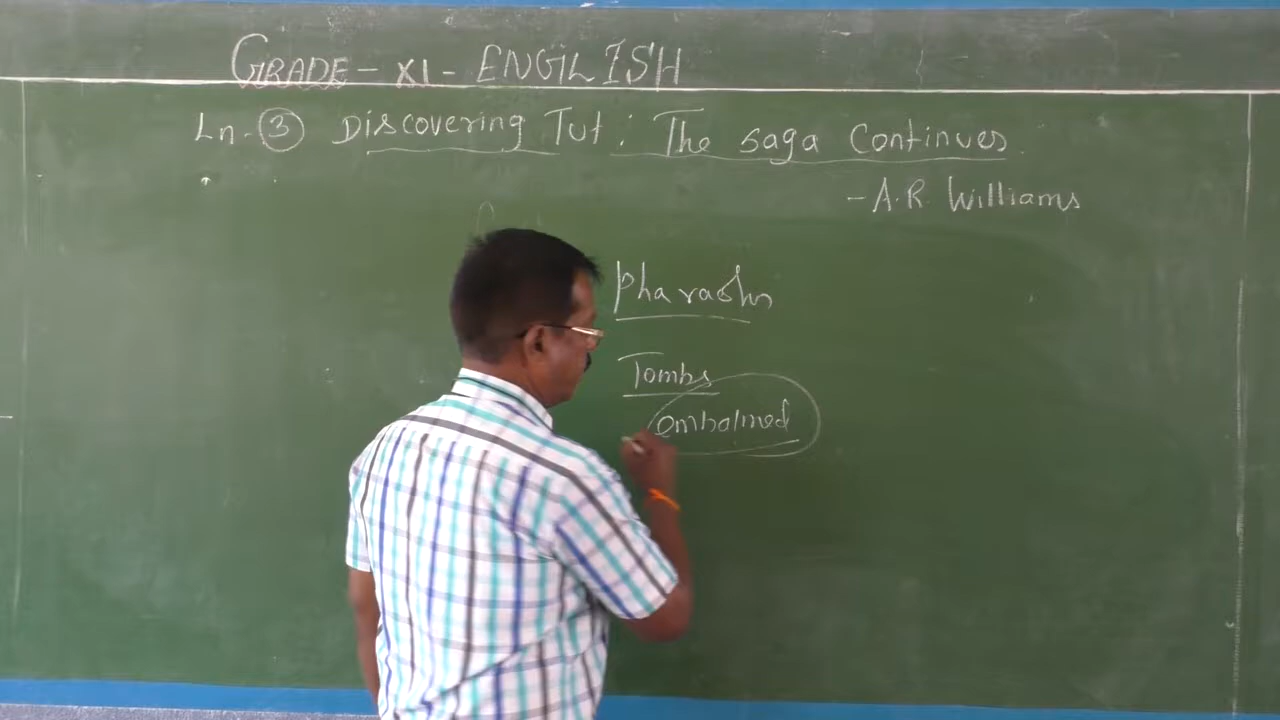 GRADE - XI - ENGLISH
Ln. 3 Discovering Tut : The saga Continues
- A.R. Williams
Pharaohs
Tombs
embalmed